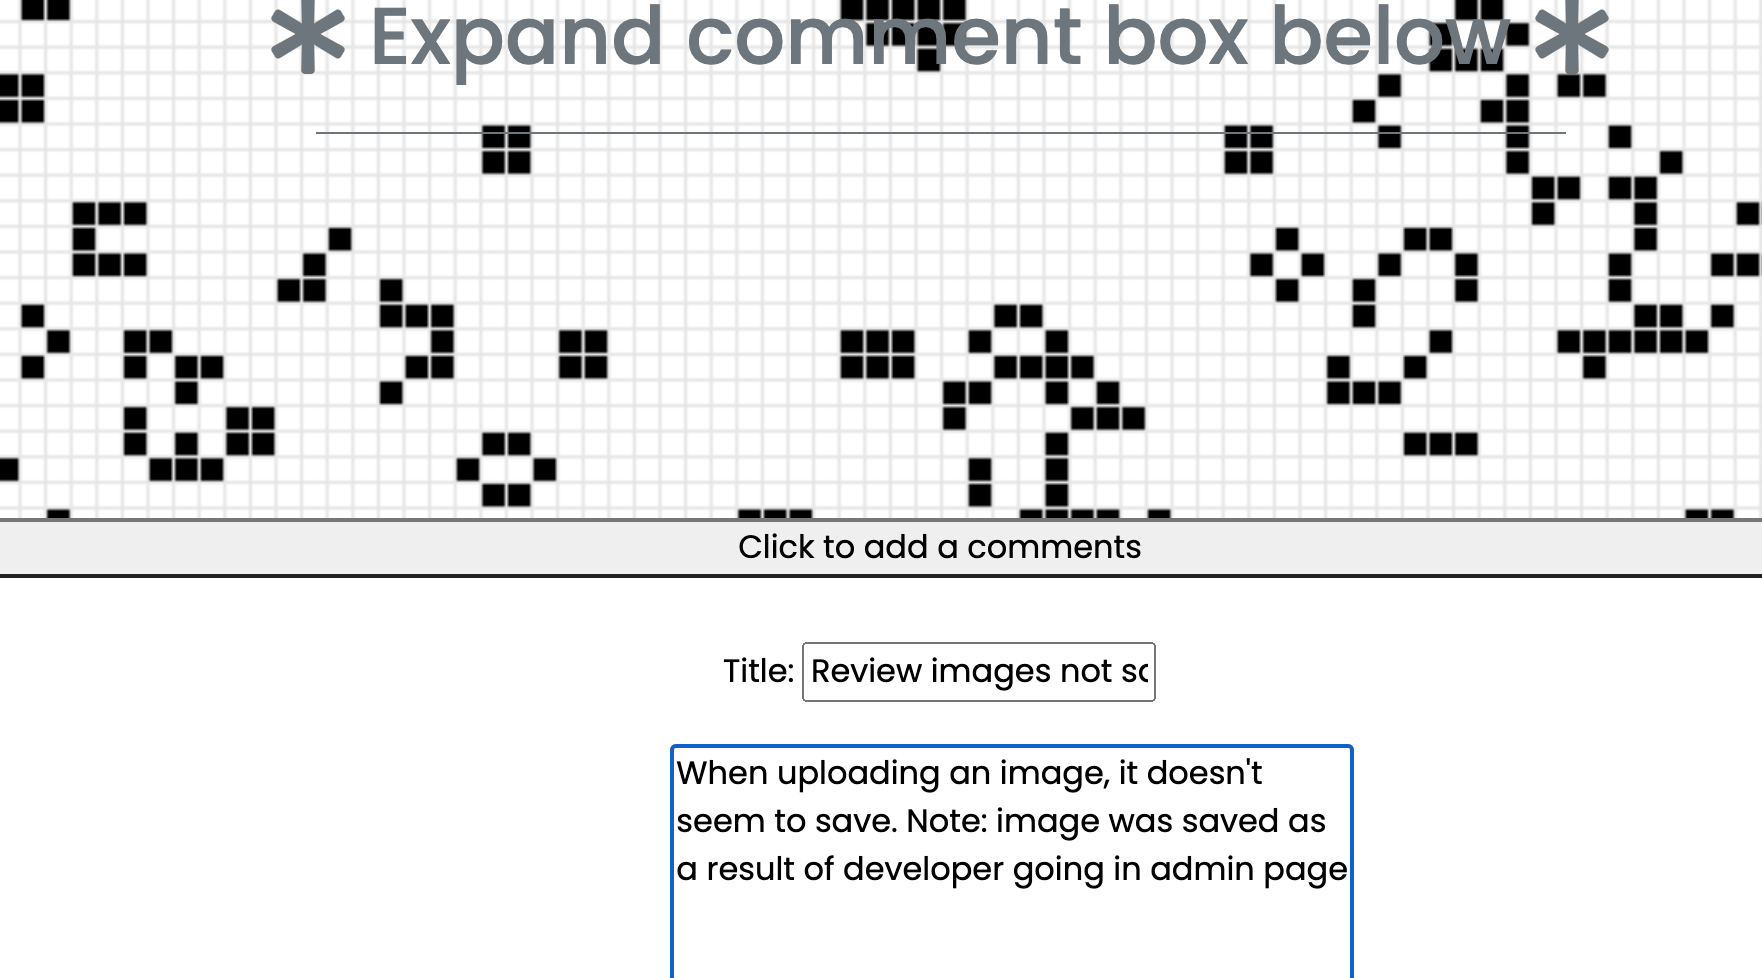 * Expand comment box below *
Click to add a comments
Title: Review images not
When uploading an image, it doesn't
seem to save. Note: image was saved as
a result of developer going in admin page